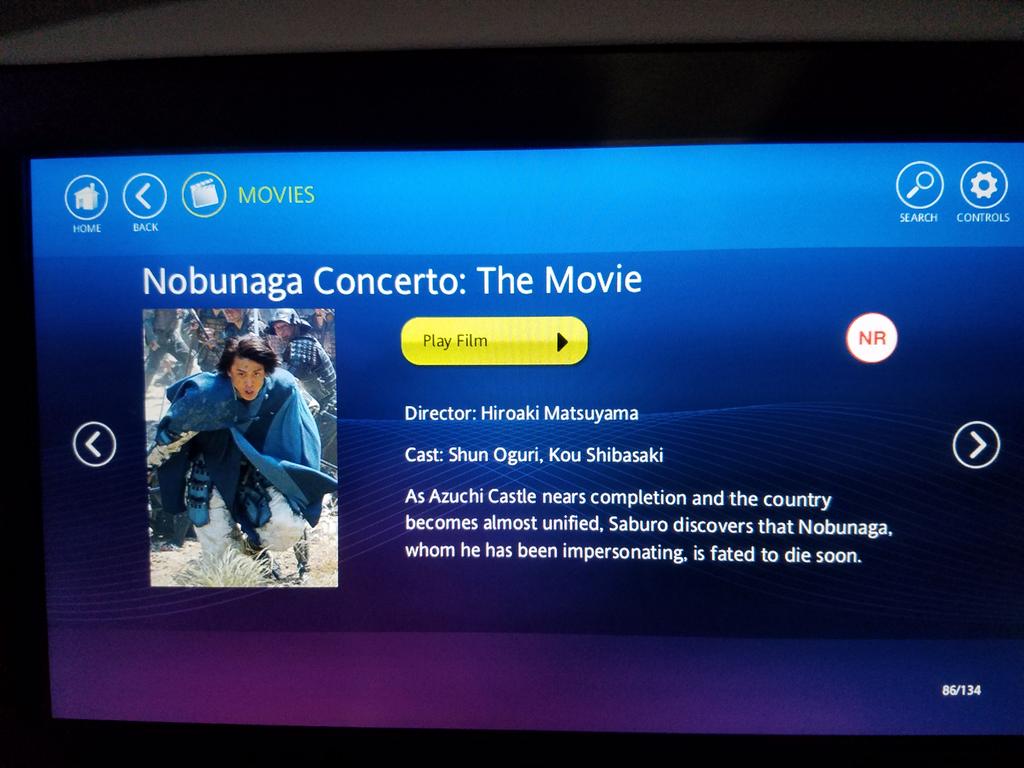 MOVIES
HOME
BACK
SEARCH
CONTROLS
Nobunaga Concerto: The Movie
Play Film
NR
Director: Hiroaki Matsuyama
Cast: Shun Oguri, Kou Shibasaki
As Azuchi Castle nears completion and the country
becomes almost unified, Saburo discovers that Nobunaga,
whom he has been impersonating, is fated to die soon.
86/134